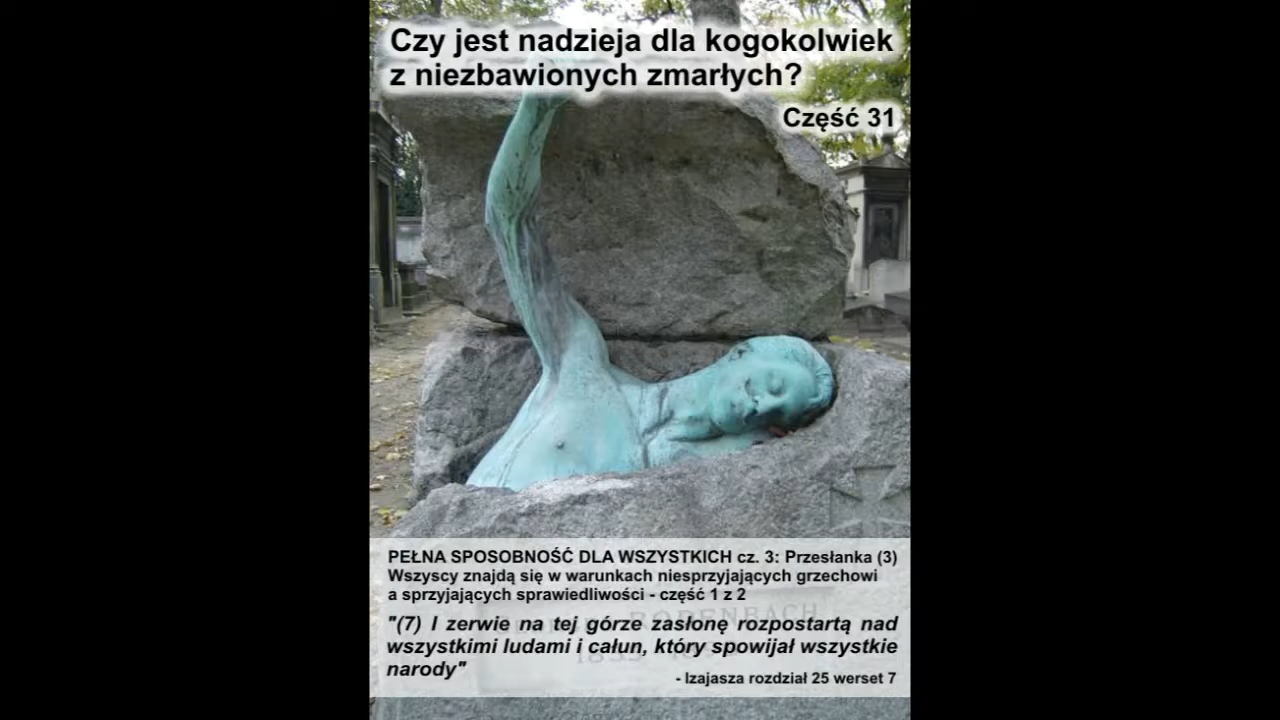 Czy jest nadzieja dla kogokolwiek
z niezbawionych zmarłych?
Część 31
PEŁNA SPOSOBNOŚĆ DLA WSZYSTKICH cz. 3: Przesłanka (3)
Wszyscy znajdą się w warunkach niesprzyjających grzechowi
a sprzyjających sprawiedliwości - część 1 z 2
RODENBACH
"(7) I zerwie na tej górze zasłonę rozpostartą nad
wszystkimi ludami i całun, który spowijał wszystkie
narody"
- Izajasza rozdział 25 werset 7